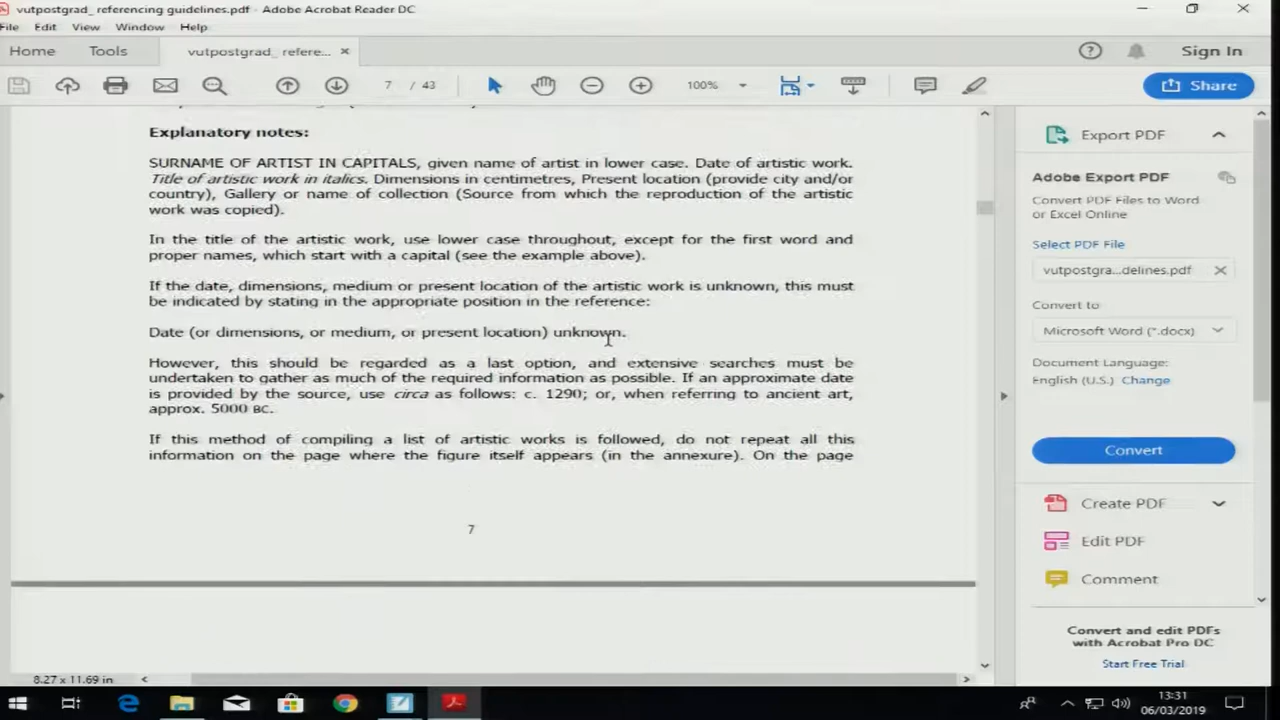 vutpostgrad_ referencing guidelines.pdf - Adobe Acrobat Reader DC
File Edit View Window Help
Home Tools vutpostgrad_ refere... ×
? Sign In
7 / 43 100% Share
Explanatory notes:
SURNAME OF ARTIST IN CAPITALS, given name of artist in lower case. Date of artistic work.
Title of artistic work in italics. Dimensions in centimetres, Present location (provide city and/or
country), Gallery or name of collection (Source from which the reproduction of the artistic
work was copied).
In the title of the artistic work, use lower case throughout, except for the first word and
proper names, which start with a capital (see the example above).
If the date, dimensions, medium or present location of the artistic work is unknown, this must
be indicated by stating in the appropriate position in the reference:
Date (or dimensions, or medium, or present location) unknown.
However, this should be regarded as a last option, and extensive searches must be
undertaken to gather as much of the required information as possible. If an approximate date
is provided by the source, use circa as follows: c. 1290; or, when referring to ancient art,
approx. 5000 BC.
If this method of compiling a list of artistic works is followed, do not repeat all this
information on the page where the figure itself appears (in the annexure). On the page
7
8.27 x 11.69 in
Export PDF
Adobe Export PDF
Convert PDF Files to Word
or Excel Online
Select PDF File
vutpostgra...delines.pdf ×
Convert to
Microsoft Word (*.docx)
Document Language:
English (U.S.) Change
Convert
Create PDF
Edit PDF
Comment
Convert and edit PDFs
with Acrobat Pro DC
Start Free Trial
13:31
06/03/2019